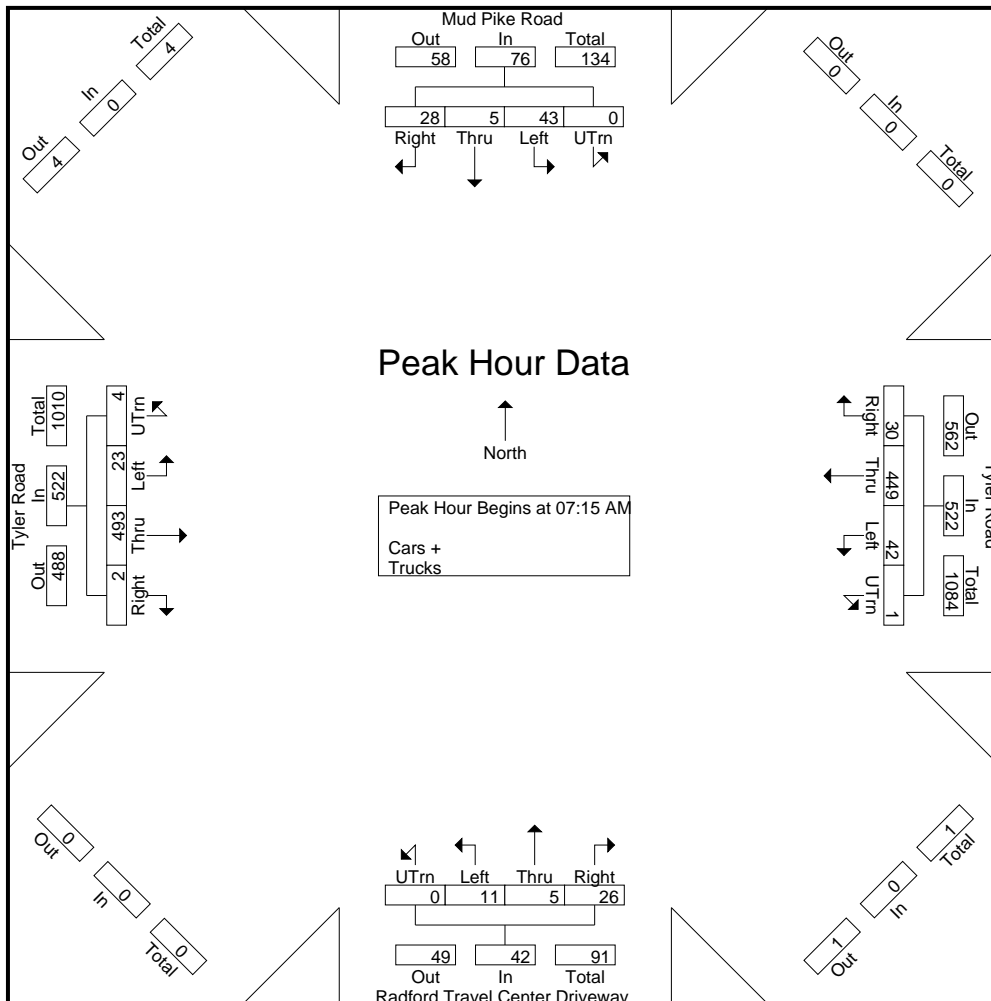 Mud Pike Road
Out In Total
58 76 134
28 5 43 0
Right Thru Left UTrn
Total
4
In
0
Out
4
Out
0
In
0
Total
0
Peak Hour Data
North
Peak Hour Begins at 07:15 AM
Cars +
Trucks
Tyler Road
Total In Out
1010 522 488
4 23 493 2
UTrn Left Thru Right
Right Thru Left UTrn
30 449 42 1
Out In Total
562 522 1084
Tyler Road
UTrn Left Thru Right
0 11 5 26
49 42 91
Out In Total
Radford Travel Center Driveway
0
Out
0
In
0
Total
1
Total
0
In
1
Out